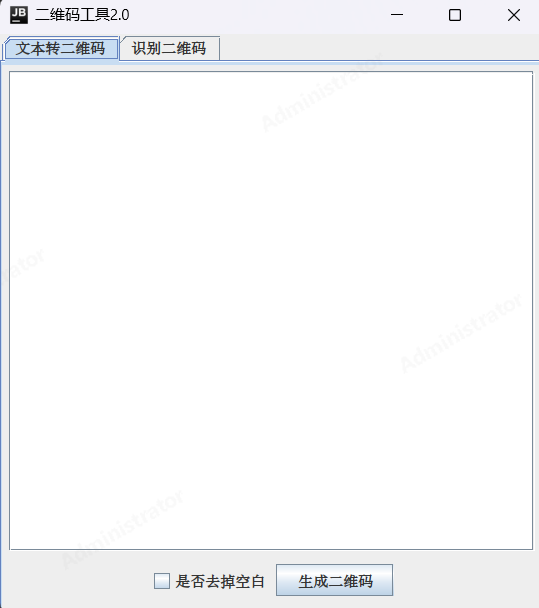 JB
二维码工具2.0
文本转二维码 识别二维码
Administrator
istrator
Administrator
Administrator
是否去掉空白 生成二维码